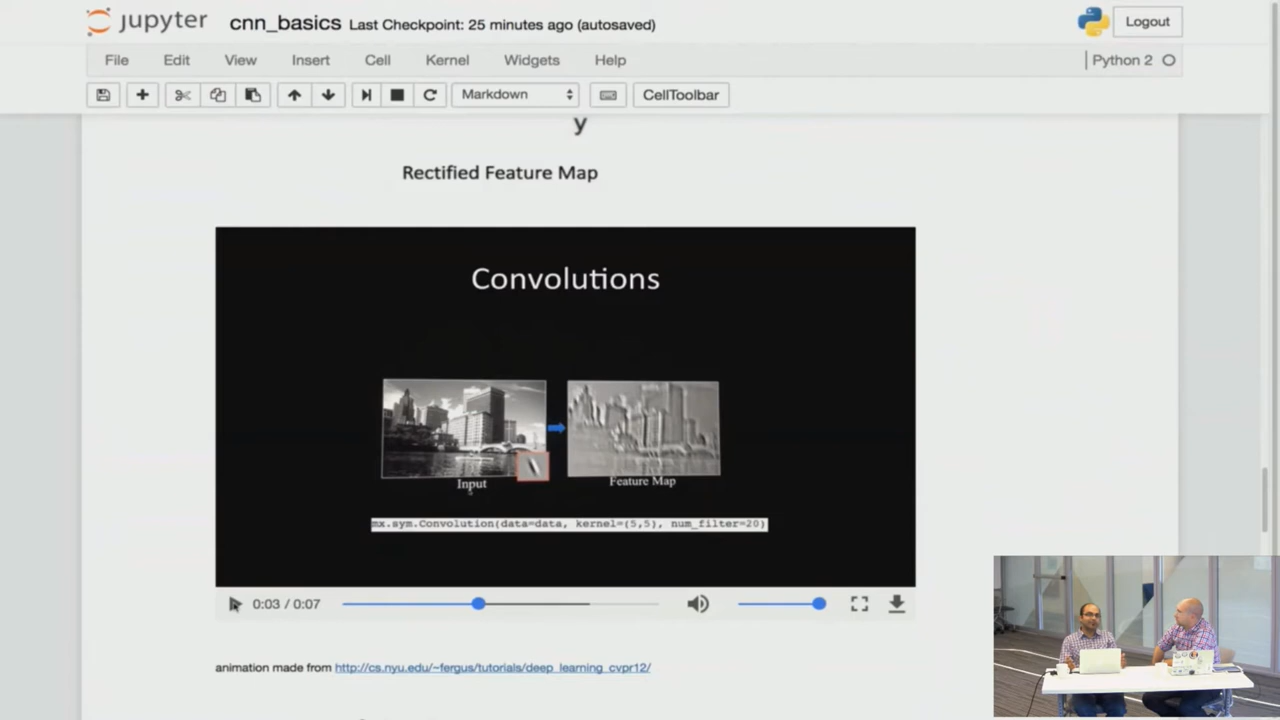 jupyter cnn_basics Last Checkpoint: 25 minutes ago (autosaved) Logout
File Edit View Insert Cell Kernel Widgets Help Python 2
Markdown CellToolbar
y
Rectified Feature Map
Convolutions
Input Feature Map
mx.sym.Convolution(data=data, kernel=(5,5), num_filter=20)
0:03 / 0:07
animation made from http://cs.nyu.edu/~fergus/tutorials/deep_learning_cvpr12/